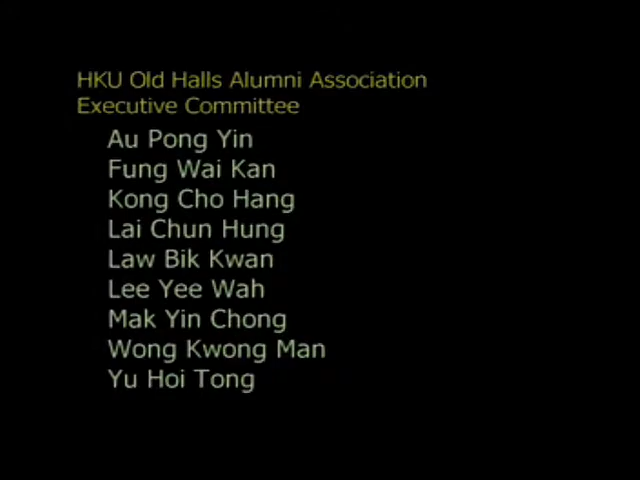 HKU Old Halls Alumni Association
Executive Committee
Au Pong Yin
Fung Wai Kan
Kong Cho Hang
Lai Chun Hung
Law Bik Kwan
Lee Yee Wah
Mak Yin Chong
Wong Kwong Man
Yu Hoi Tong